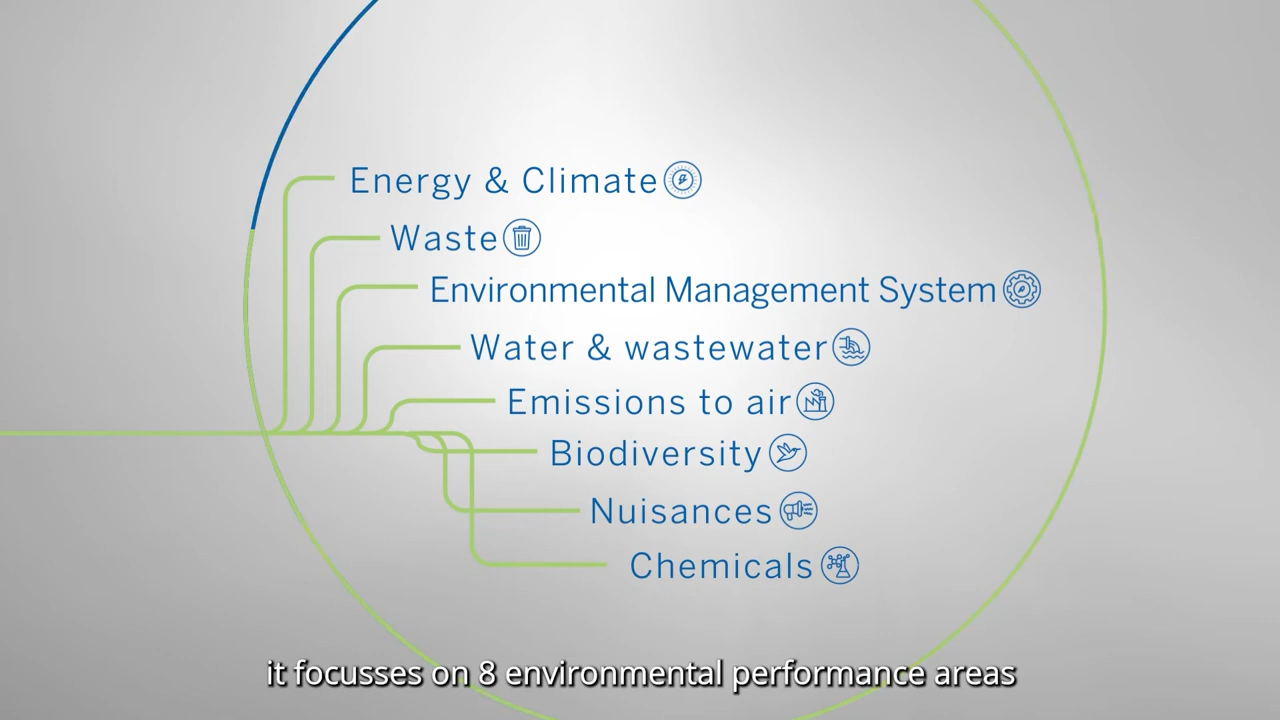 Energy & Climate
Waste
Environmental Management System
Water & wastewater
Emissions to air
Biodiversity
Nuisances
Chemicals
it focusses on 8 environmental performance areas